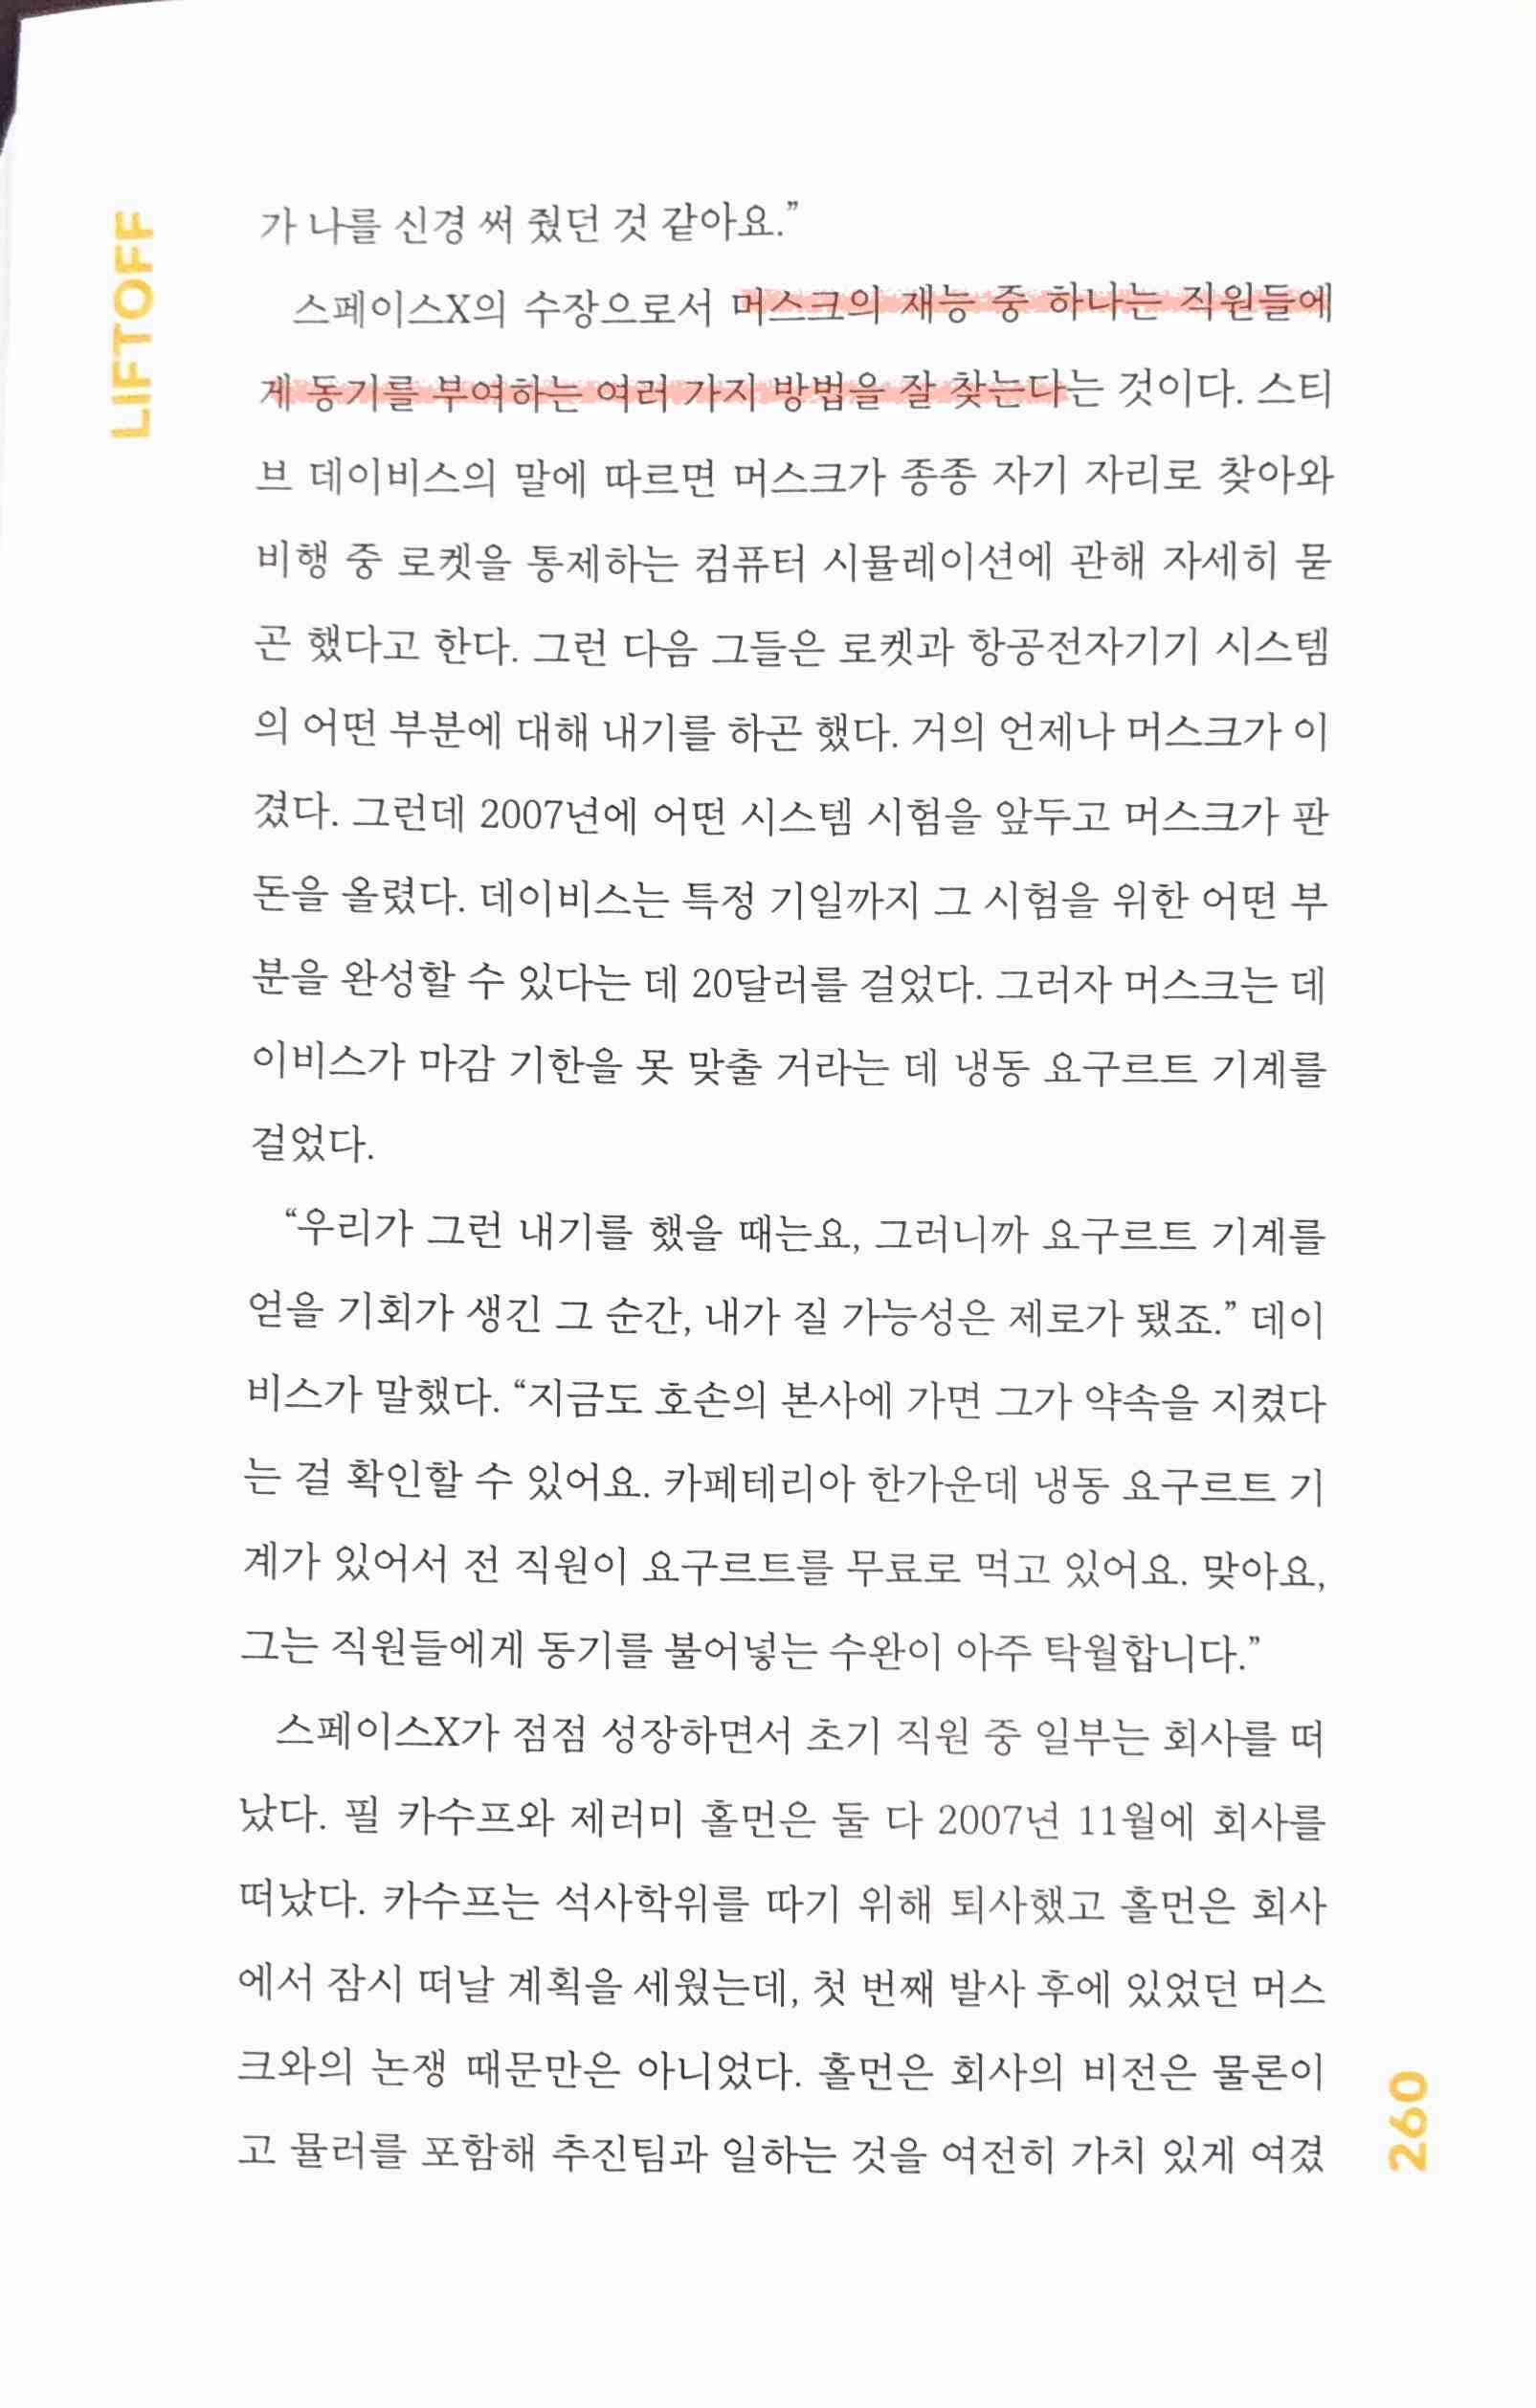 LIFTOFF
가 나를 신경 써 줬던 것 같아요.”
스페이스X의 수장으로서 머스크의 재능 중 하나는 직원들에
게 동기를 부여하는 여러 가지 방법을 잘 찾는다는 것이다. 스티
브 데이비스의 말에 따르면 머스크가 종종 자기 자리로 찾아와
비행 중 로켓을 통제하는 컴퓨터 시뮬레이션에 관해 자세히 묻
곤 했다고 한다. 그런 다음 그들은 로켓과 항공전자기기 시스템
의 어떤 부분에 대해 내기를 하곤 했다. 거의 언제나 머스크가 이
겼다. 그런데 2007년에 어떤 시스템 시험을 앞두고 머스크가 판
돈을 올렸다. 데이비스는 특정 기일까지 그 시험을 위한 어떤 부
분을 완성할 수 있다는 데 20달러를 걸었다. 그러자 머스크는 데
이비스가 마감 기한을 못 맞출 거라는 데 냉동 요구르트 기계를
걸었다.
“우리가 그런 내기를 했을 때는요, 그러니까 요구르트 기계를
얻을 기회가 생긴 그 순간, 내가 질 가능성은 제로가 됐죠.” 데이
비스가 말했다. “지금도 호손의 본사에 가면 그가 약속을 지켰다
는 걸 확인할 수 있어요. 카페테리아 한가운데 냉동 요구르트 기
계가 있어서 전 직원이 요구르트를 무료로 먹고 있어요. 맞아요,
그는 직원들에게 동기를 불어넣는 수완이 아주 탁월합니다.”
스페이스X가 점점 성장하면서 초기 직원 중 일부는 회사를 떠
났다. 필 카수프와 제러미 홀먼은 둘 다 2007년 11월에 회사를
떠났다. 카수프는 석사학위를 따기 위해 퇴사했고 홀먼은 회사
에서 잠시 떠날 계획을 세웠는데, 첫 번째 발사 후에 있었던 머스
크와의 논쟁 때문만은 아니었다. 홀먼은 회사의 비전은 물론이
고 뮬러를 포함해 추진팀과 일하는 것을 여전히 가치 있게 여겼
260